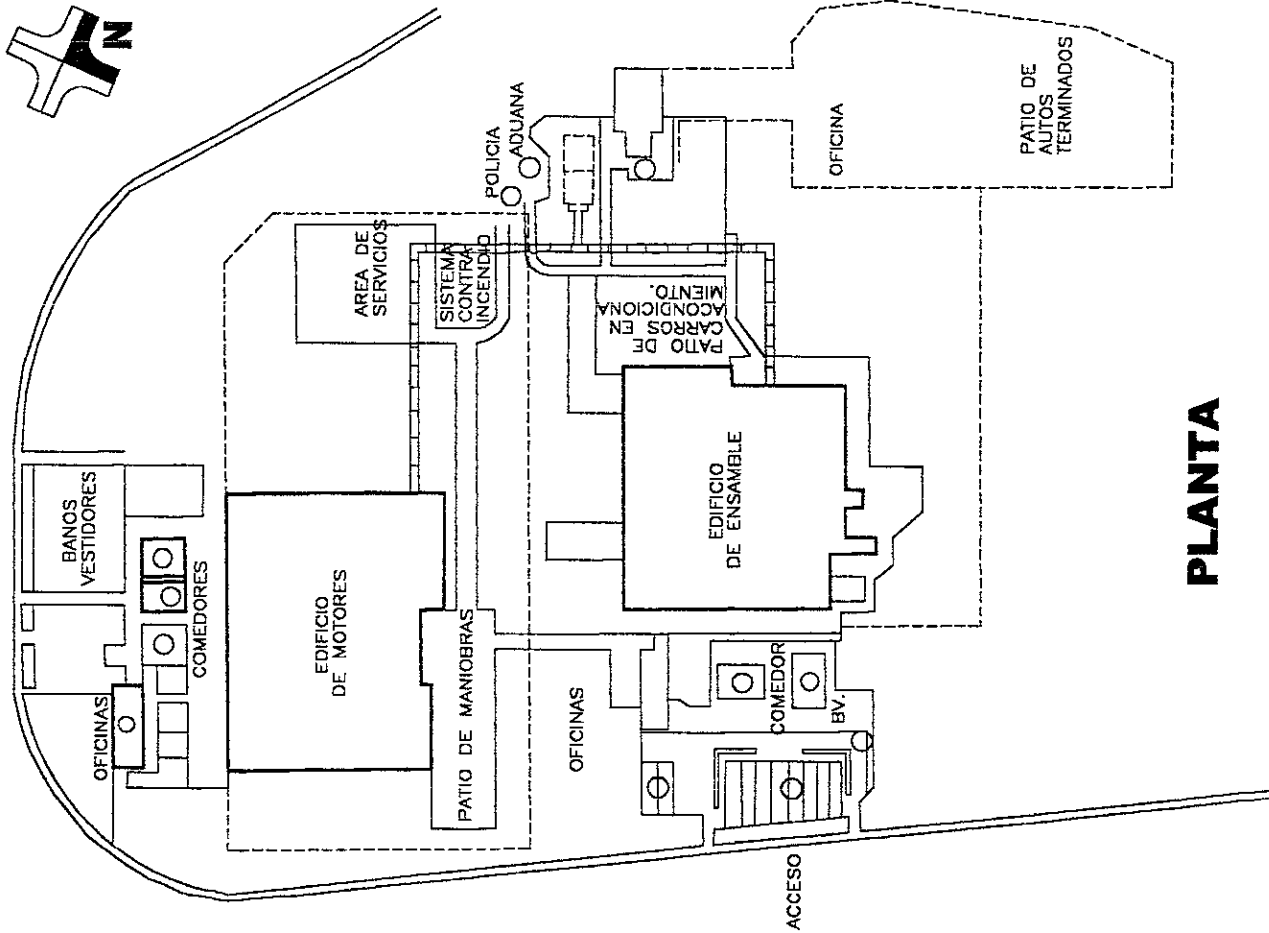 N
BANOS
VESTIDORES
COMEDORES
OFICINAS
AREA DE
SERVICIOS
SISTEMA
CONTRA
INCENDIO
POLICIA
ADUANA
EDIFICIO
DE MOTORES
PATIO DE MANIOBRAS
PATIO DE
CARROS EN
ACONDICIONA
MIENTO.
OFICINA
PATIO DE
AUTOS
TERMINADOS
EDIFICIO
DE ENSAMBLE
OFICINAS
COMEDOR
BV.
ACCESO
PLANTA